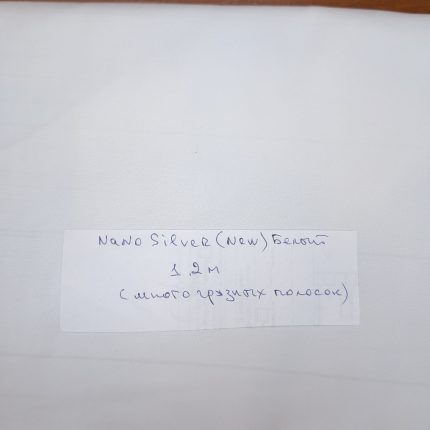 NaNo Silver (New) Белый
1,2 м
(много грязных полосок)